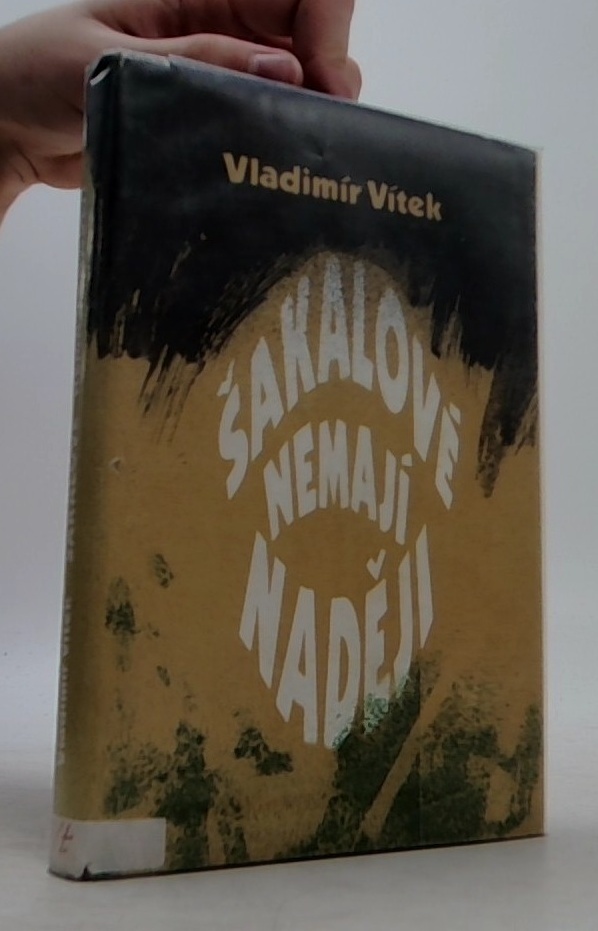 Vladimír Vítek
ŠAKALOVÉ
NEMAJÍ
NADĚJI